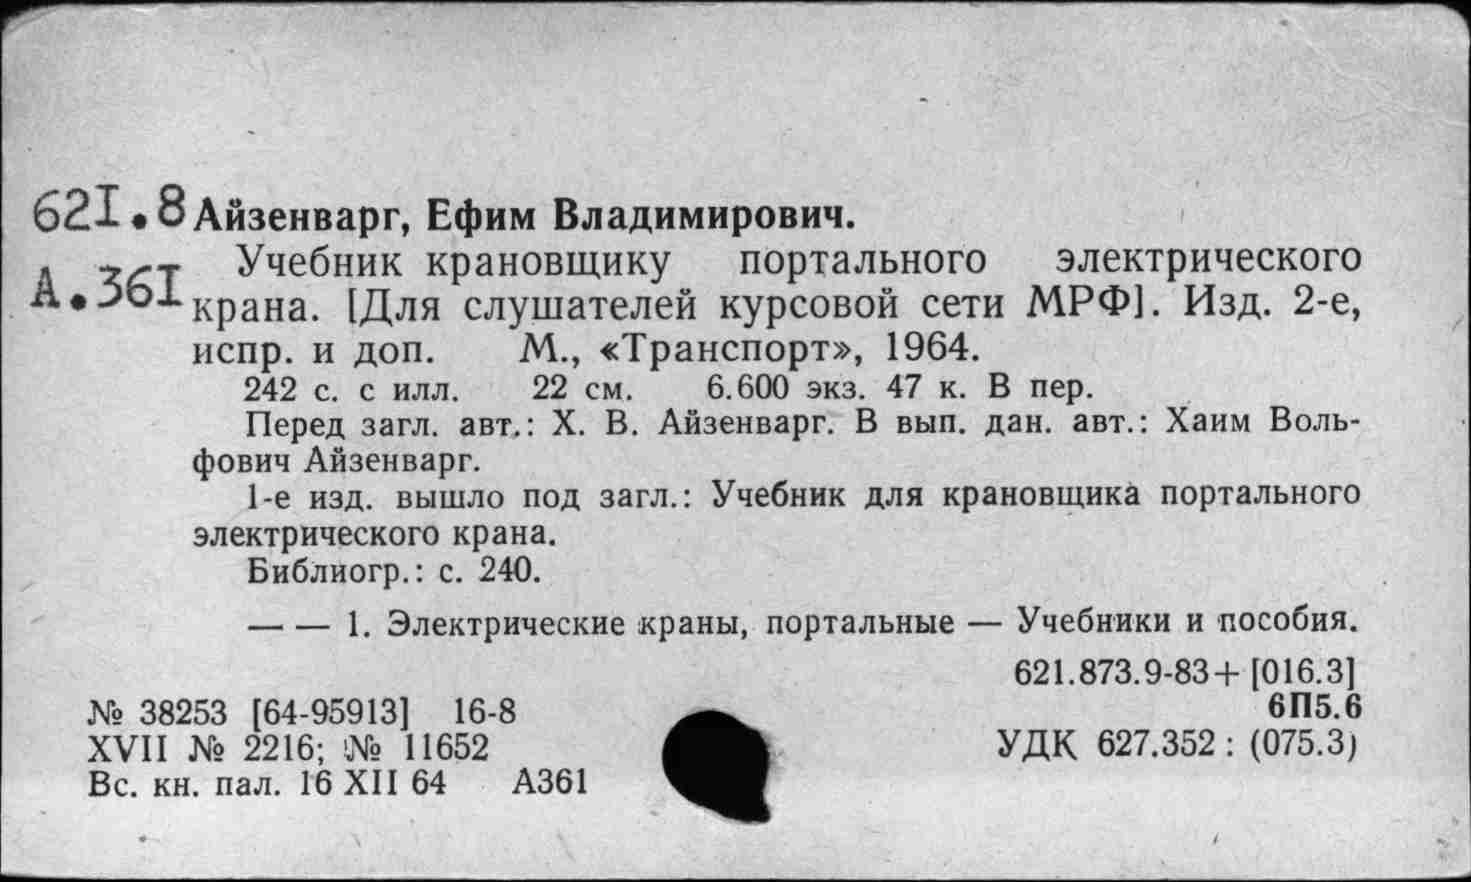 621.8 Айзенварг, Ефим Владимирович.
Учебник крановщику портального электрического
А.361 крана. [Для слушателей курсовой сети МРФ]. Изд. 2-е,
испр. и доп. М., «Транспорт», 1964.
242 с. с илл. 22 см. 6.600 экз. 47 к. В пер.
Перед загл. авт.: Х. В. Айзенварг. В вып. дан. авт.: Хаим Воль-
фович Айзенварг.
1-е изд. вышло под загл.: Учебник для крановщика портального
электрического крана.
Библиогр.: с. 240.
— — 1. Электрические краны, портальные — Учебники и пособия.
621.873.9-83+[016.3]
№ 38253 [64-95913] 16-8 6П5.6
XVII № 2216; № 11652 УДК 627.352 : (075.3)
Вс. кн. пал. 16 XII 64 А361